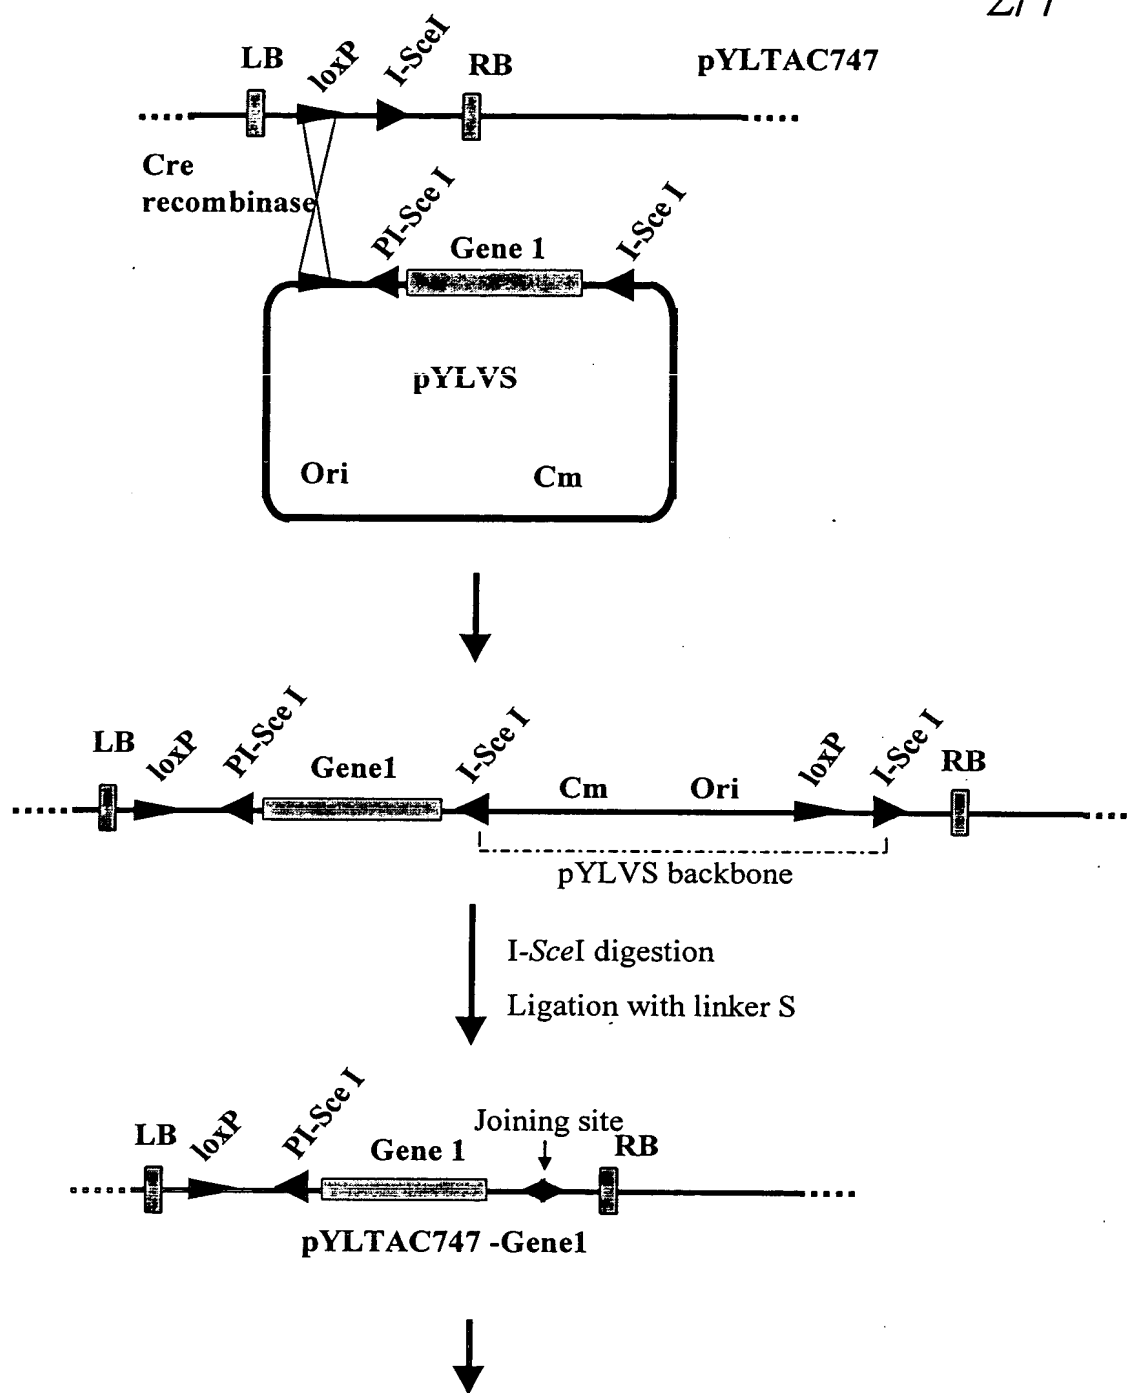 LB loxP I-SceI RB pYLTAC747
Cre
recombinase
PI-Sce I Gene 1 I-Sce I
pYLVS
Ori Cm
LB loxP PI-Sce I Gene1 I-Sce I Cm Ori loxP I-Sce I RB
pYLVS backbone
I-SceI digestion
Ligation with linker S
LB loxP PI-Sce I Gene 1 Joining site RB
pYLTAC747 -Gene1